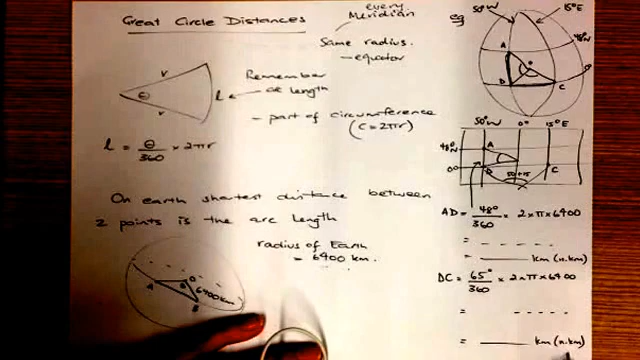 Great Circle Distances
every
Meridian
Same radius.
- equator
r
θ
r
l
Remember
arc length
- part of circumference
(C = 2πr)
l = θ/360 × 2πr
On earth shortest distance between
2 points is the arc length
radius of Earth
= 6400 km.
O
θ
6400km
A
B
eg
50°W
15°E
48°N
0°
A
O
D
C
50°W
0°
15°E
48°N
A
0°
D
50+15
C
AD = 48°/360 × 2×π×6400
= - - - - -
= km (n.km)
DC = 65°/360 × 2×π×6400
= - - - - -
= km (n.km)